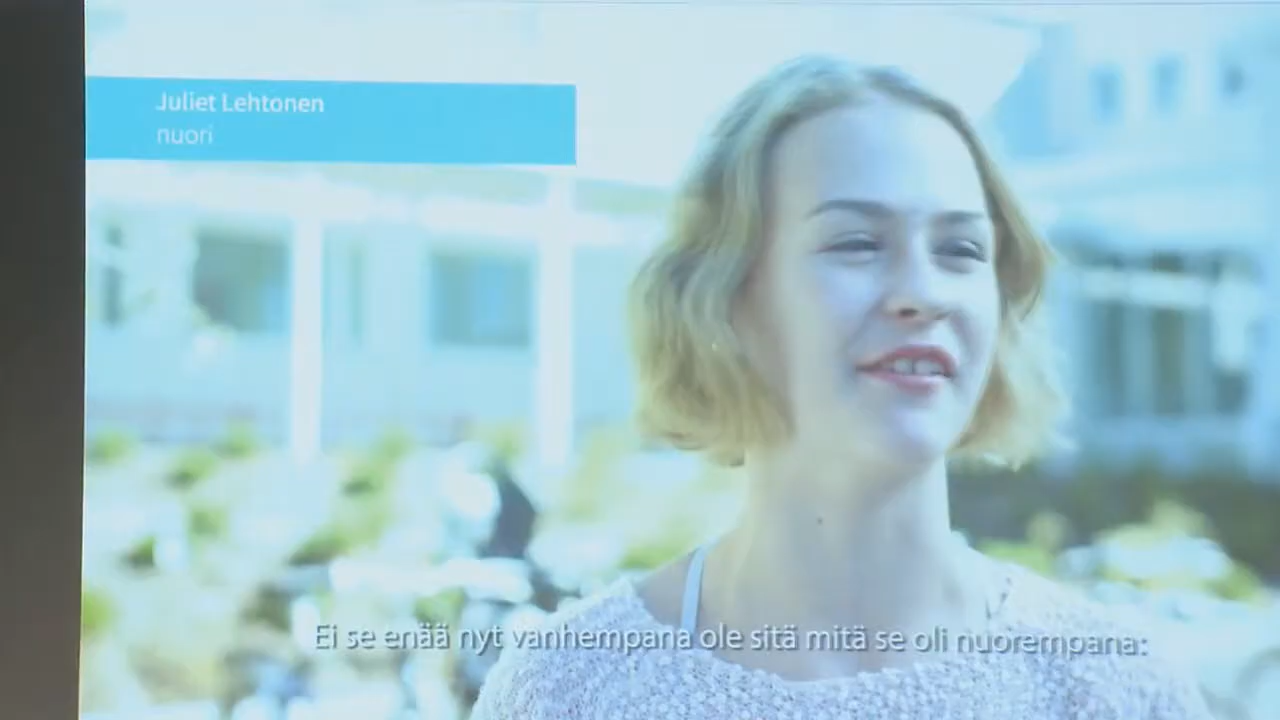 Juliet Lehtonen
nuori
Ei se enää nyt vanhempana ole sitä mitä se oli nuorempana: